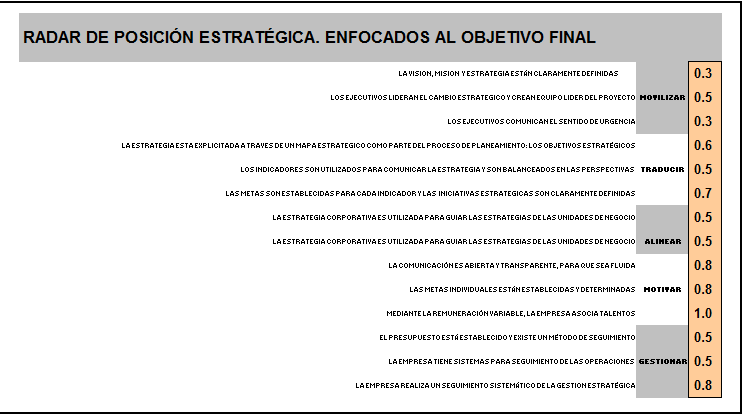 RADAR DE POSICIÓN ESTRATÉGICA. ENFOCADOS AL OBJETIVO FINAL
LA VISION, MISION Y ESTRATEGIA ESTÁN CLARAMENTE DEFINIDAS 0.3
LOS EJECUTIVOS LIDERAN EL CAMBIO ESTRATEGICO Y CREAN EQUIPO LIDER DEL PROYECTO MOVILIZAR 0.5
LOS EJECUTIVOS COMUNICAN EL SENTIDO DE URGENCIA 0.3
LA ESTRATEGIA ESTA EXPLICITADA A TRAVES DE UN MAPA ESTRATEGICO COMO PARTE DEL PROCESO DE PLANEAMIENTO: LOS OBJETIVOS ESTRATÉGICOS 0.6
LOS INDICADORES SON UTILIZADOS PARA COMUNICAR LA ESTRATEGIA Y SON BALANCEADOS EN LAS PERSPECTIVAS TRADUCIR 0.5
LAS METAS SON ESTABLECIDAS PARA CADA INDICADOR Y LAS INICIATIVAS ESTRATEGICAS SON CLARAMENTE DEFINIDAS 0.7
LA ESTRATEGIA CORPORATIVA ES UTILIZADA PARA GUIAR LAS ESTRATEGIAS DE LAS UNIDADES DE NEGOCIO 0.5
LA ESTRATEGIA CORPORATIVA ES UTILIZADA PARA GUIAR LAS ESTRATEGIAS DE LAS UNIDADES DE NEGOCIO ALINEAR 0.5
LA COMUNICACIÓN ES ABIERTA Y TRANSPARENTE, PARA QUE SEA FLUIDA 0.8
LAS METAS INDIVIDUALES ESTÁN ESTABLECIDAS Y DETERMINADAS MOTIVAR 0.8
MEDIANTE LA REMUNERACIÓN VARIABLE, LA EMPRESA ASOCIA TALENTOS 1.0
EL PRESUPUESTO ESTÁ ESTABLECIDO Y EXISTE UN MÉTODO DE SEGUIMIENTO 0.5
LA EMPRESA TIENE SISTEMAS PARA SEGUIMIENTO DE LAS OPERACIONES GESTIONAR 0.5
LA EMPRESA REALIZA UN SEGUIMIENTO SISTEMÁTICO DE LA GESTION ESTRATÉGICA 0.8